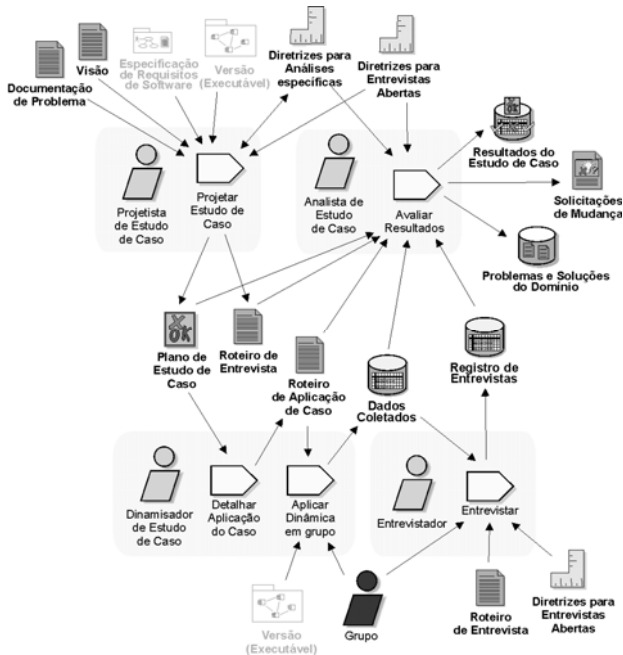 Especificação
de Requisitos
de Software
Versão
(Executável)
Diretrizes para
Análises
específicas
Diretrizes para
Entrevistas
Abertas
Visão
Documentação
de Problema
Projetista
de Estudo
de Caso
Projetar
Estudo de
Caso
Analista de
Estudo
de Caso
Avaliar
Resultados
Resultados do
Estudo de Caso
Solicitações
de Mudança
Problemas e Soluções
do Domínio
X
OK
Plano de
Estudo de
Caso
Roteiro de
Entrevista
Roteiro
de Aplicação
de Caso
Dados
Coletados
Registro de
Entrevistas
Dinamisador
de Estudo
de Caso
Detalhar
Aplicação
do Caso
Aplicar
Dinâmica
em grupo
Entrevistador
Entrevistar
Versão
(Executável)
Grupo
Roteiro
de Entrevista
Diretrizes para
Entrevistas
Abertas